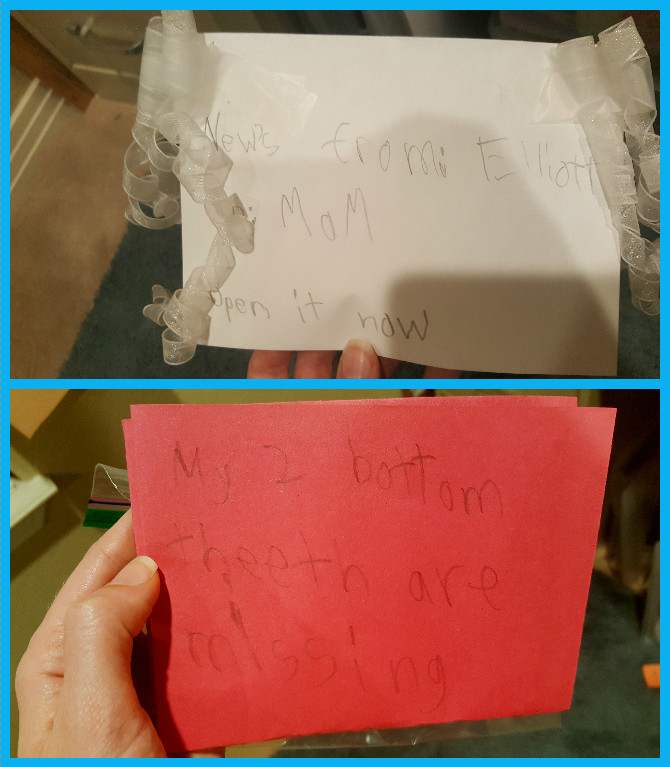 News from: Elliott
MoM
open it now
My 2 bottom
theeth are
missing